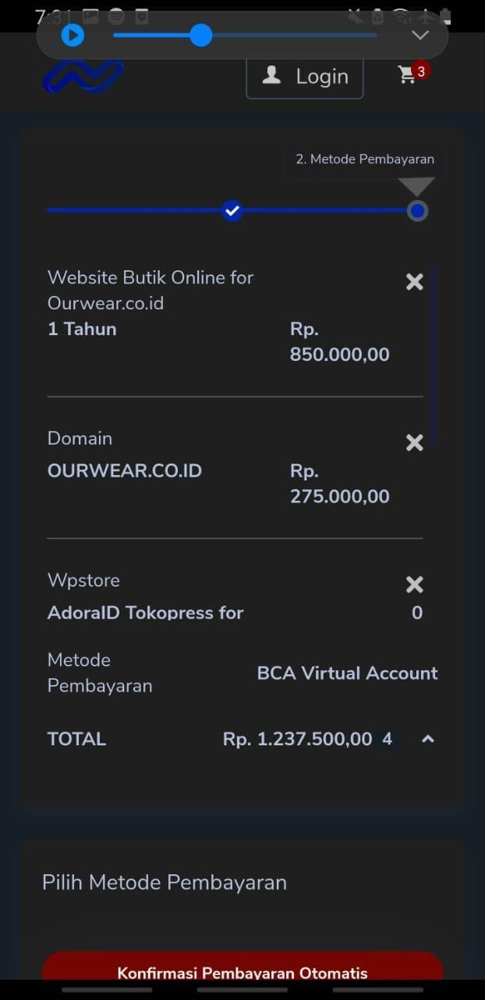 7:31
Login
3
2. Metode Pembayaran
Website Butik Online for
Ourwear.co.id
1 Tahun
Rp.
850.000,00
Domain
OURWEAR.CO.ID
Rp.
275.000,00
Wpstore
AdoraID Tokopress for
0
Metode
Pembayaran
BCA Virtual Account
TOTAL
Rp. 1.237.500,00 4
Pilih Metode Pembayaran
Konfirmasi Pembayaran Otomatis